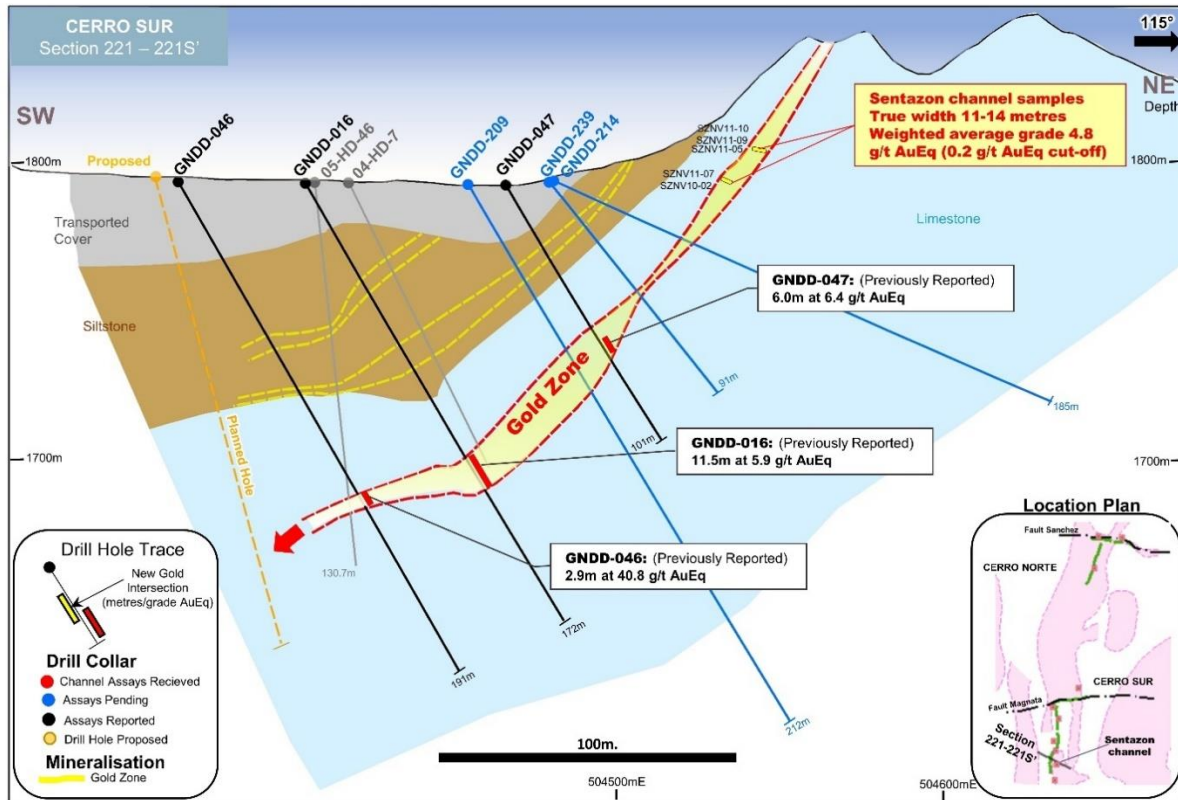 CERRO SUR
Section 221 – 221S'
115°
SW
NE
Depth
1800m
1800m
1700m
1700m
Proposed
GNDD-046
GNDD-016
05-HD-46
04-HD-7
GNDD-209
GNDD-047
GNDD-239
GNDD-214
SZNV11-10
SZNV11-09
SZNV11-05
SZNV11-07
SZNV10-02
Sentazon channel samples
True width 11-14 metres
Weighted average grade 4.8
g/t AuEq (0.2 g/t AuEq cut-off)
Transported
Cover
Siltstone
Limestone
Gold Zone
Planned Hole
GNDD-047: (Previously Reported)
6.0m at 6.4 g/t AuEq
GNDD-016: (Previously Reported)
11.5m at 5.9 g/t AuEq
GNDD-046: (Previously Reported)
2.9m at 40.8 g/t AuEq
91m
185m
101m
130.7m
172m
191m
212m
100m.
504500mE
504600mE
Drill Hole Trace
New Gold
Intersection
(metres/grade AuEq)
Drill Collar
Channel Assays Recieved
Assays Pending
Assays Reported
Drill Hole Proposed
Mineralisation
Gold Zone
Location Plan
Fault Sanchez
CERRO NORTE
CERRO SUR
Fault Magnata
Section
221-221S'
Sentazon
channel